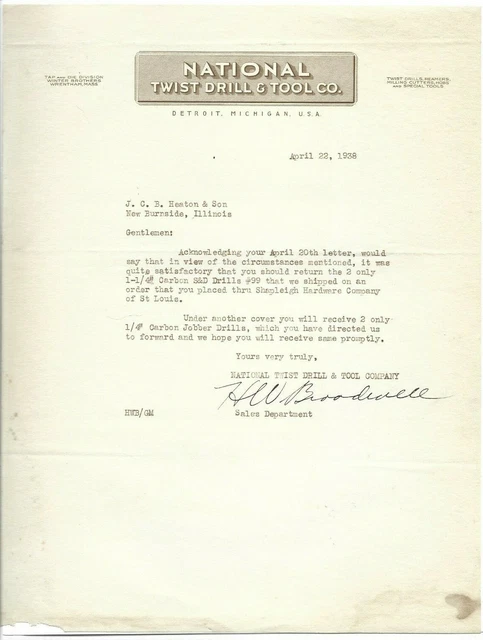 TAP AND DIE DIVISION
WINTER BROTHERS
WRENTHAM, MASS
NATIONAL
TWIST DRILL & TOOL CO.
TWIST DRILLS, REAMERS,
MILLING CUTTERS, HOBS
AND SPECIAL TOOLS
DETROIT, MICHIGAN, U.S.A.
April 22, 1938
J. C. B. Heaton & Son
New Burnside, Illinois
Gentlemen:
Acknowledging your April 20th letter, would
say that in view of the circumstances mentioned, it was
quite satisfactory that you should return the 2 only
1-1/4" Carbon B&D Drills #99 that we shipped on an
order that you placed thru Shapleigh Hardware Company
of St Louis.
Under another cover you will receive 2 only
1/4" Carbon Jobber Drills, which you have directed us
to forward and we hope you will receive same promptly.
Yours very truly,
NATIONAL TWIST DRILL & TOOL COMPANY
HW Broadwell
HWB/GM Sales Department